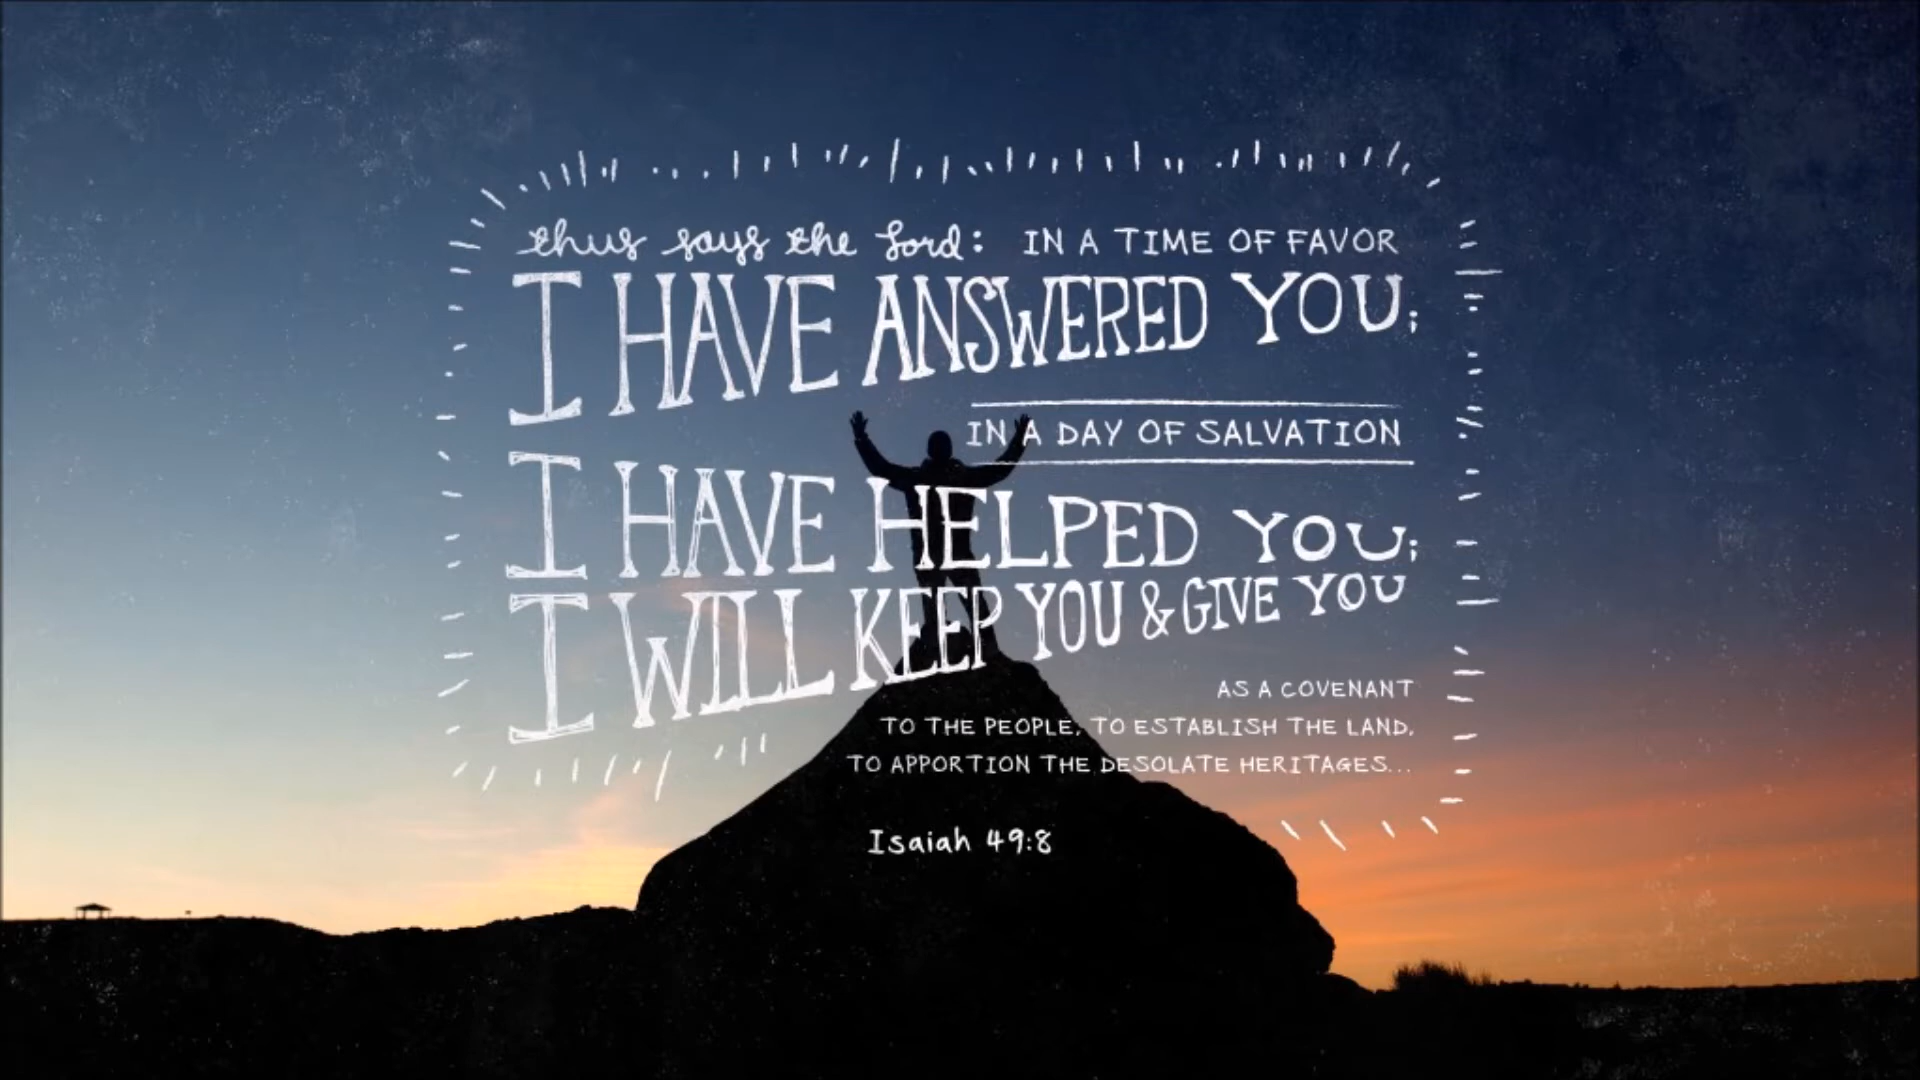 thus says the Lord: IN A TIME OF FAVOR
I HAVE ANSWERED YOU;
IN A DAY OF SALVATION
I HAVE HELPED YOU;
I WILL KEEP YOU & GIVE YOU
AS A COVENANT
TO THE PEOPLE, TO ESTABLISH THE LAND,
TO APPORTION THE DESOLATE HERITAGES...
Isaiah 49:8